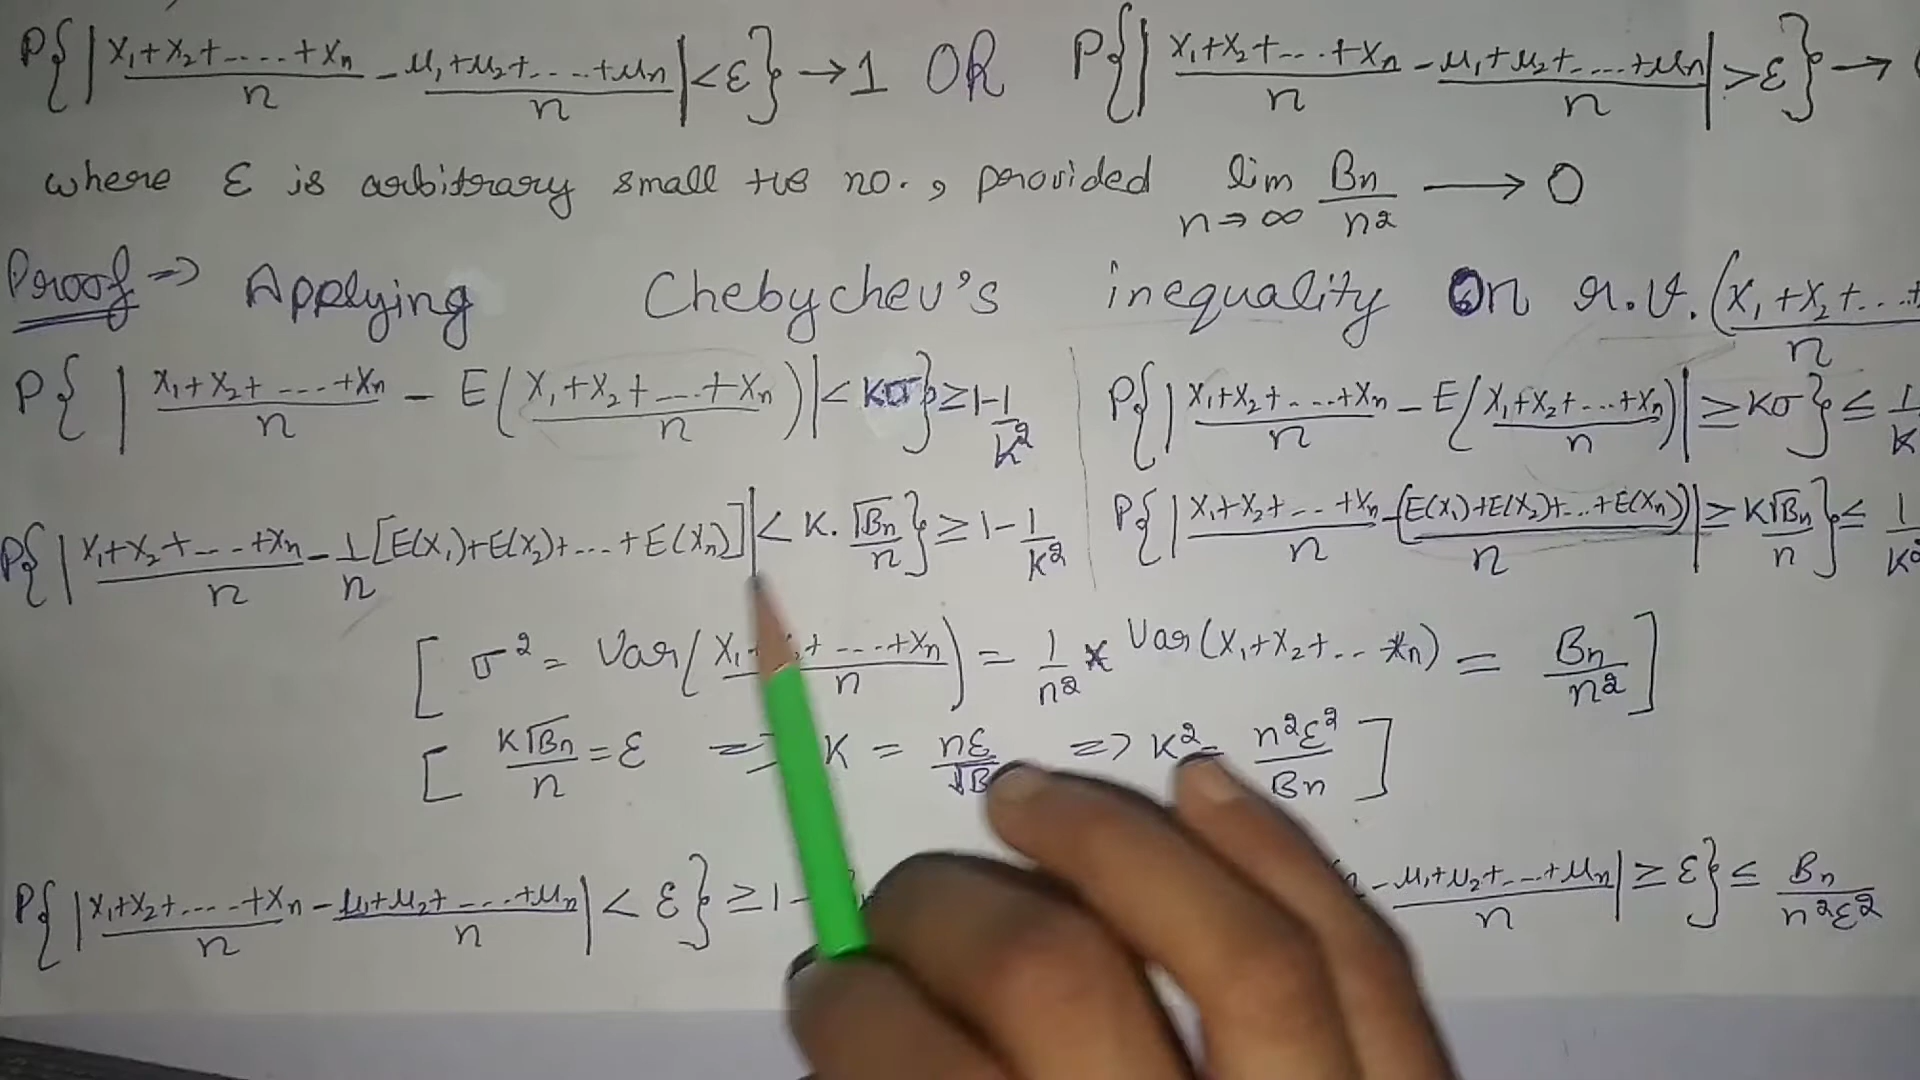 P{|X₁+X₂+....+Xn/n - μ₁+μ₂+....+μn/n|<ε}→1 OR P{|X₁+X₂+...+Xn/n - μ₁+μ₂+....+μn/n|>ε}→
where ε is arbitrary small +ve no., provided lim n→∞ Bn/n² → 0
Proof ⇒ Applying Chebychev's inequality on r.v. (X₁+X₂+...+/n
P{|X₁+X₂+....+Xn/n - E(X₁+X₂+....+Xn/n)|<Kσ}≥1-1/K² P{|X₁+X₂+....+Xn/n - E(X₁+X₂+...+Xn/n)|≥Kσ}≤1/K
P{|X₁+X₂+....+Xn/n - 1/n[E(X₁)+E(X₂)+....+E(Xn)]|<K.√Bn/n}≥1-1/K² P{|X₁+X₂+....+Xn/n - (E(X₁)+E(X₂)+...+E(Xn))/n|≥K√Bn/n}≤1/K²
[σ² = Var(X₁+X₂+....+Xn/n) = 1/n² × Var(X₁+X₂+...Xn) = Bn/n²]
[K√Bn/n = ε ⇒ K = nε/√B ⇒ K² = n²ε²/Bn]
P{|X₁+X₂+....+Xn/n - μ₁+μ₂+....+μn/n|<ε}≥1- - μ₁+μ₂+....+μn/n|≥ε}≤Bn/n²ε²